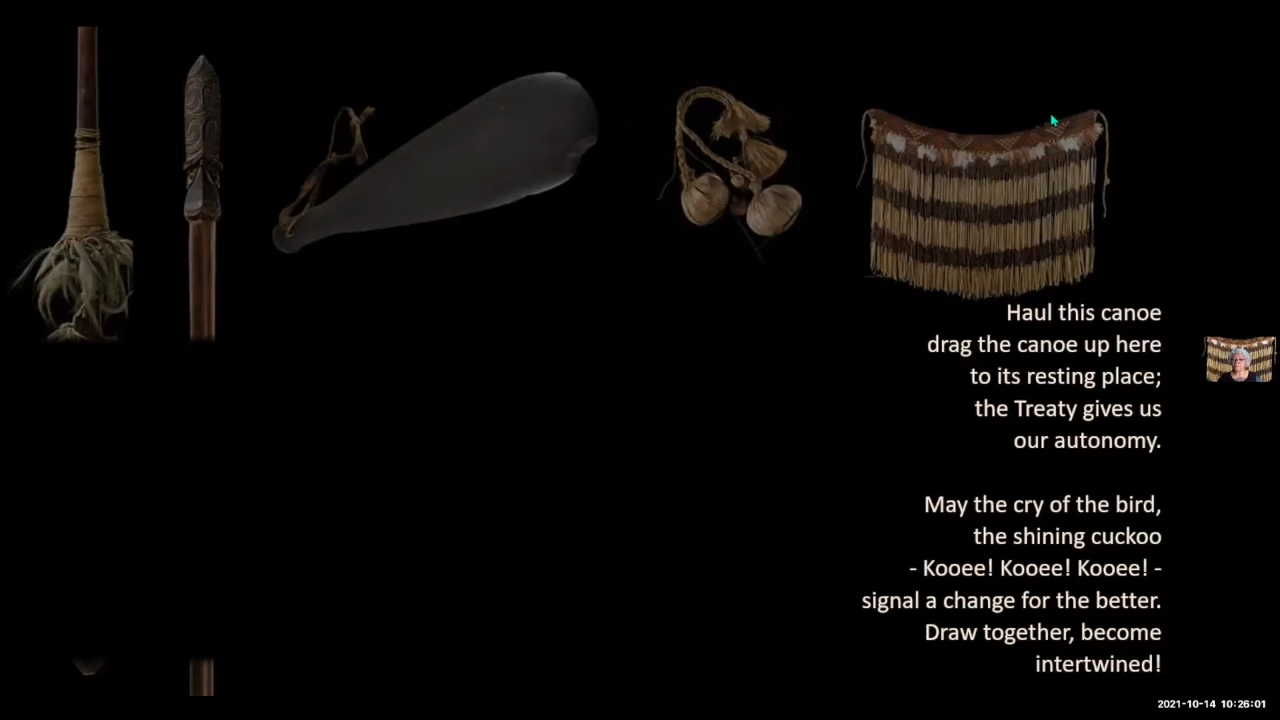 Haul this canoe
drag the canoe up here
to its resting place;
the Treaty gives us
our autonomy.
May the cry of the bird,
the shining cuckoo
- Kooee! Kooee! Kooee! -
signal a change for the better.
Draw together, become
intertwined!
2021-10-14 10:26:01